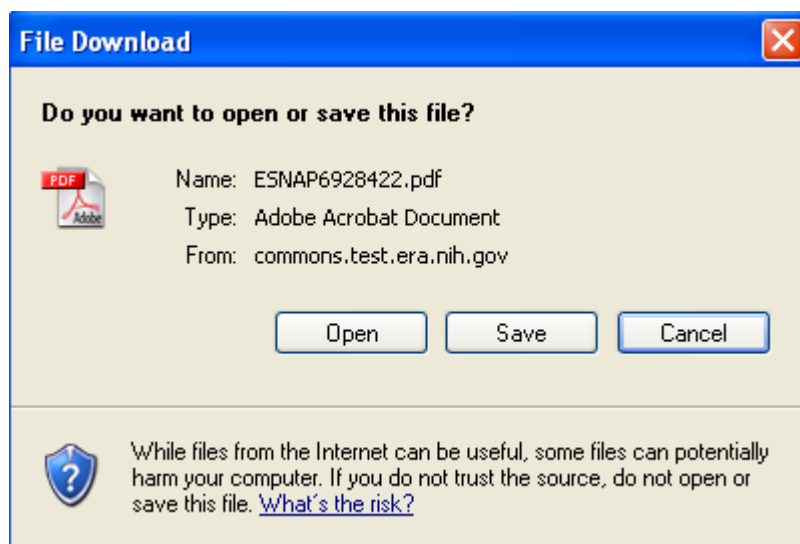 File Download
Do you want to open or save this file?
PDF
Adobe
Name: ESNAP6928422.pdf
Type: Adobe Acrobat Document
From: commons.test.era.nih.gov
Open Save Cancel
?
While files from the Internet can be useful, some files can potentially
harm your computer. If you do not trust the source, do not open or
save this file. What's the risk?